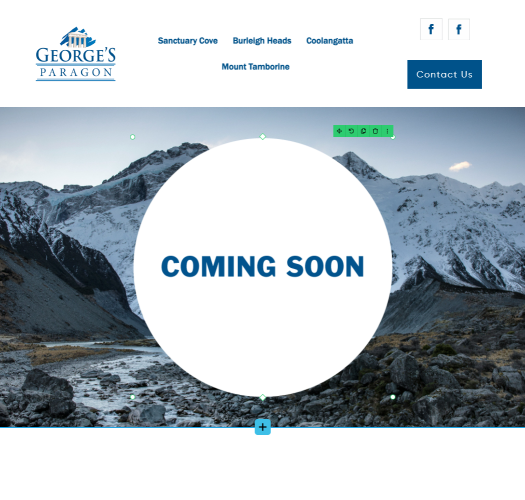 GEORGE'S
PARAGON
Sanctuary Cove Burleigh Heads Coolangatta
Mount Tamborine
f f
Contact Us
COMING SOON